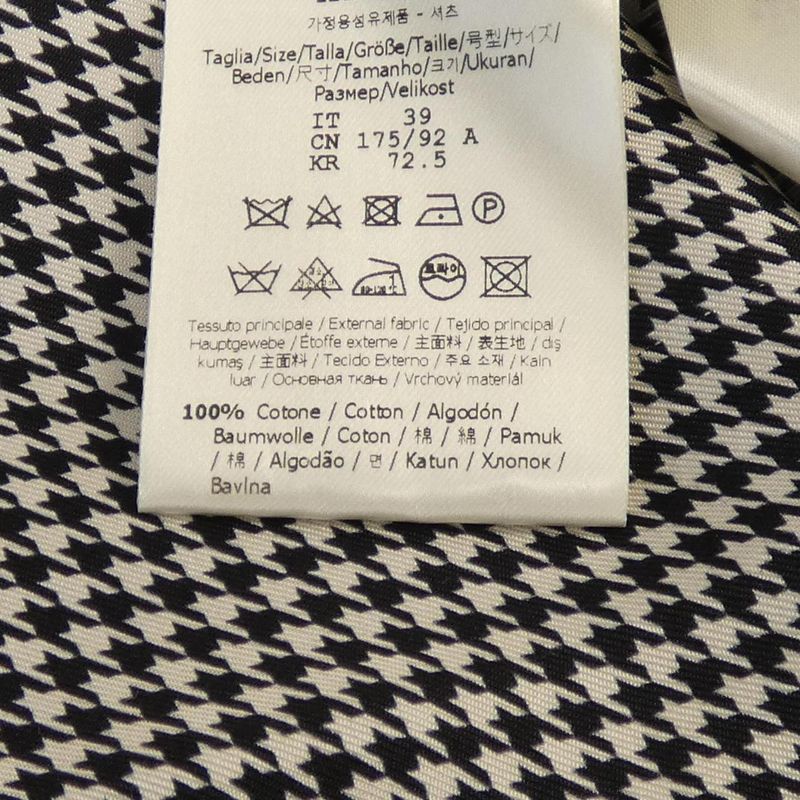 가정용섬유제품 - 셔츠
Taglia/Size/Talla/Größe/Taille/号型/サイズ/
Beden/尺寸/Tamanho/크기/Ukuran/
Размер/Velikost
IT 39
CN 175/92 A
KR 72.5
P
드라이
Tessuto principale / External fabric / Tejido principal /
Hauptgewebe / Étoffe externe / 主面料 / 表生地 / dış
kumaş / 主面料 / Tecido Externo / 주요 소재 / Kain
luar / Основная ткань / Vrchový materiál
100% Cotone / Cotton / Algodón /
Baumwolle / Coton / 棉 / 綿 / Pamuk
/ 棉 / Algodão / 면 / Katun / Хлопок /
Bavlna